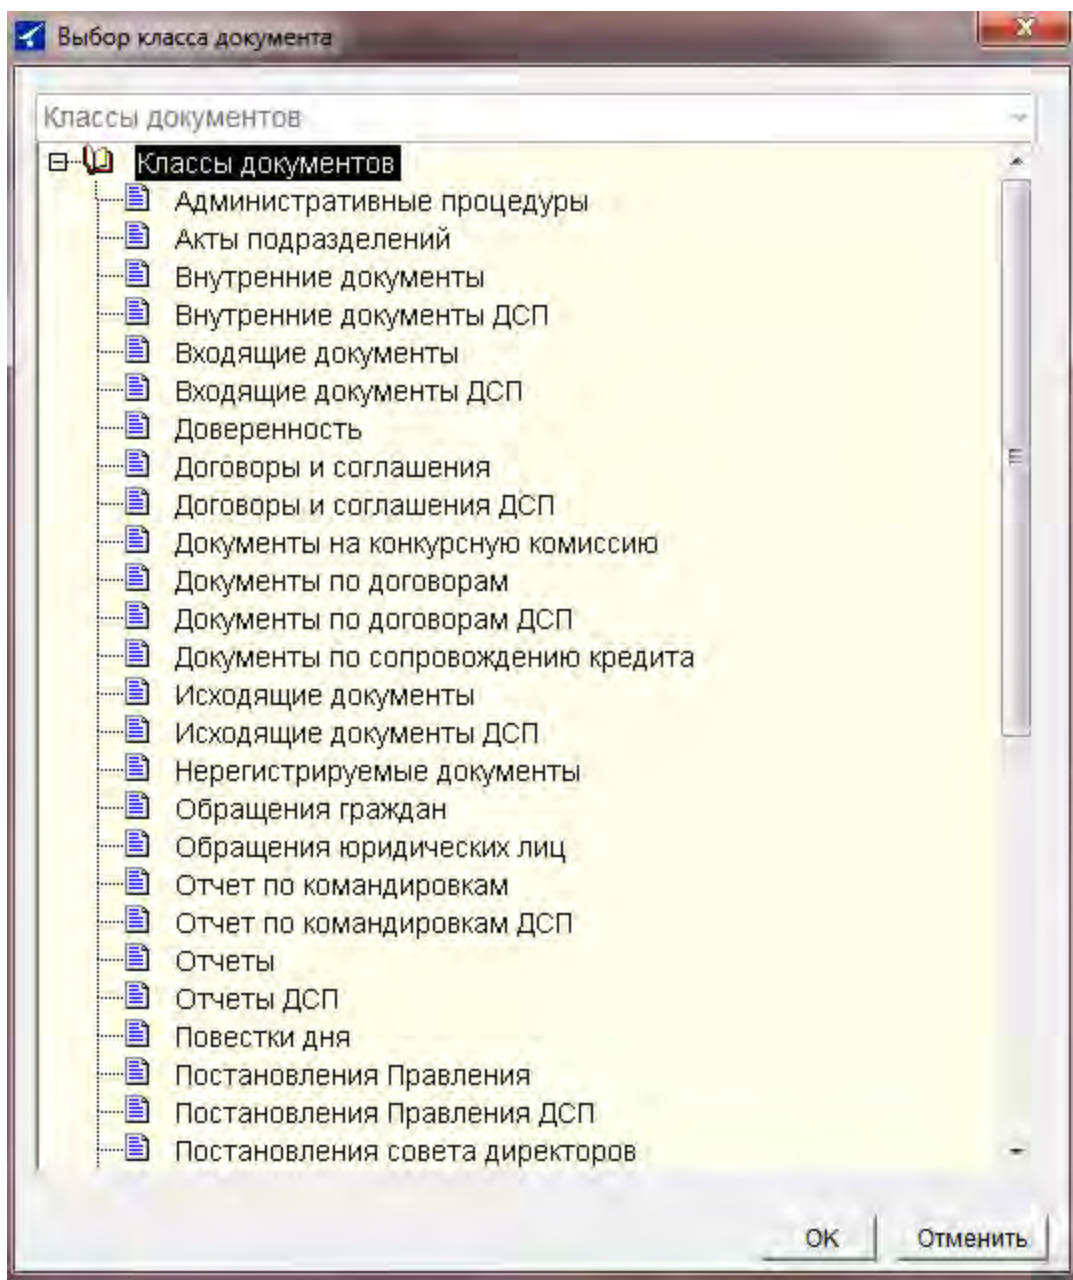 Выбор класса документа
Классы документов
Классы документов
Административные процедуры
Акты подразделений
Внутренние документы
Внутренние документы ДСП
Входящие документы
Входящие документы ДСП
Доверенность
Договоры и соглашения
Договоры и соглашения ДСП
Документы на конкурсную комиссию
Документы по договорам
Документы по договорам ДСП
Документы по сопровождению кредита
Исходящие документы
Исходящие документы ДСП
Нерегистрируемые документы
Обращения граждан
Обращения юридических лиц
Отчет по командировкам
Отчет по командировкам ДСП
Отчеты
Отчеты ДСП
Повестки дня
Постановления Правления
Постановления Правления ДСП
Постановления совета директоров
OK Отменить